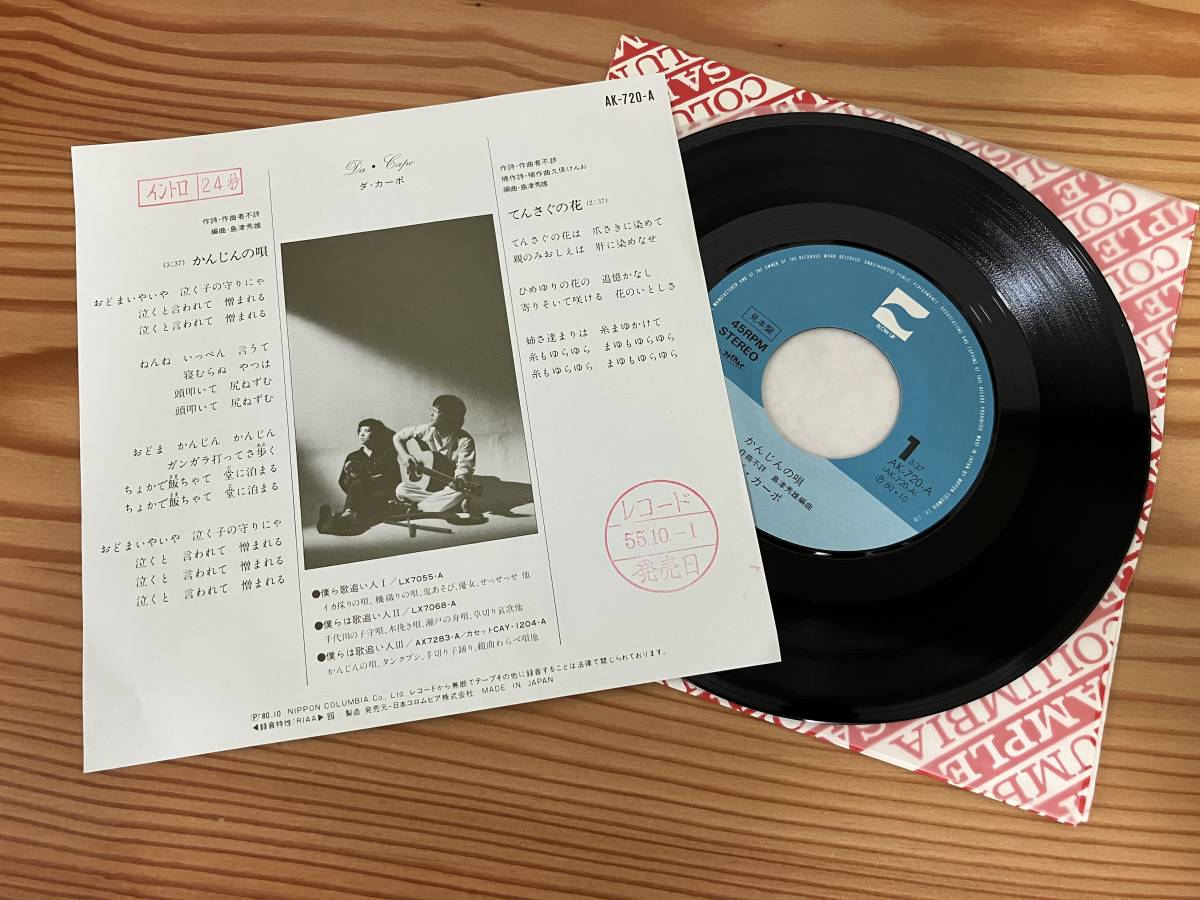 AK-720-A
Da・Capo
ダ・カーポ
イントロ 24秒
作詩・作曲者不詳
編曲・島津秀雄
(3:37) かんじんの唄
おどまいやいや 泣く子の守りにゃ
泣くと言われて 憎まれる
泣くと言われて 憎まれる
ねんね いっぺん 言うて
寝むらぬ やつは
頭叩いて 尻ねずむ
頭叩いて 尻ねずむ
おどま かんじん かんじん
ガンガラ打ってさ歩く
ちょかで飯ちゃて 堂に泊まる
ちょかで飯ちゃて 堂に泊まる
おどまいやいや 泣く子の守りにゃ
泣くと 言われて 憎まれる
泣くと 言われて 憎まれる
泣くと 言われて 憎まれる
作詩・作曲者不詳
補作詩・補作曲久保けんお
編曲・島津秀雄
てんさぐの花 (2:37)
てんさぐの花は 爪さきに染めて
親のみおしえは 肝に染めなせ
ひめゆりの花の 追憶かなし
寄りそいて咲ける 花のいとしさ
姉さ達まりは 糸まゆかけて
糸もゆらゆら まゆもゆらゆら
糸もゆらゆら まゆもゆらゆら
レコード
55.10.-1
発売日
●僕ら歌追い人 I／LX7055-A
イカ採りの唄、機織りの唄、鬼あそび、優女、せっせっせ 他
●僕らは歌追い人II／LX7068-A
千代田の子守唄、木挽き唄、瀬戸の舟唄、草切り哀歌他
●僕らは歌追い人III／AX7283-A／カセットCAY-1204-A
かんじんの唄、タンクブシ、手切り子踊り、組曲わらべ唄他
Ⓟ'80.10 NIPPON COLUMBIA Co., Ltd. レコードから無断でテープその他に録音することは法律で禁じられております。
◀録音特性：RIAA▶ 製造 発売元・日本コロムビア株式会社 MADE IN JAPAN
BLOW UP
見本盤
45RPM
STEREO
1
3:37
AK-720-A
(AK-720-A)
Ⓟ80・10
かんじんの唄
作曲不詳 島津秀雄編曲
ダ・カーポ
COLUMBIA
SAMPLE